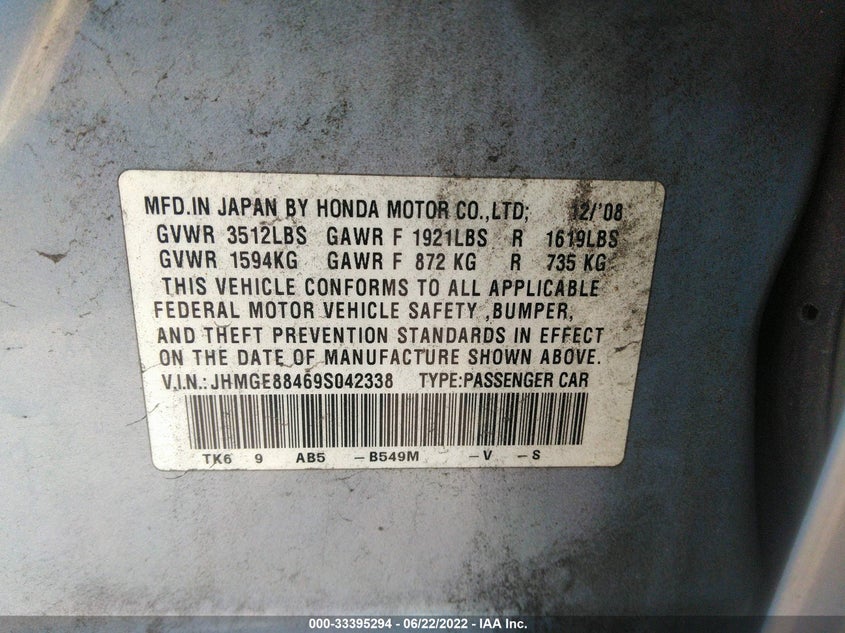 MFD.IN JAPAN BY HONDA MOTOR CO.,LTD; 12/'08
GVWR 3512LBS GAWR F 1921LBS R 1619LBS
GVWR 1594KG GAWR F 872 KG R 735 KG
THIS VEHICLE CONFORMS TO ALL APPLICABLE
FEDERAL MOTOR VEHICLE SAFETY ,BUMPER,
AND THEFT PREVENTION STANDARDS IN EFFECT
ON THE DATE OF MANUFACTURE SHOWN ABOVE.
V.I.N.:JHMGE88469S042338 TYPE:PASSENGER CAR
TK6 9 AB5 -B549M -V -S
000-33395294 - 06/22/2022 - IAA Inc.